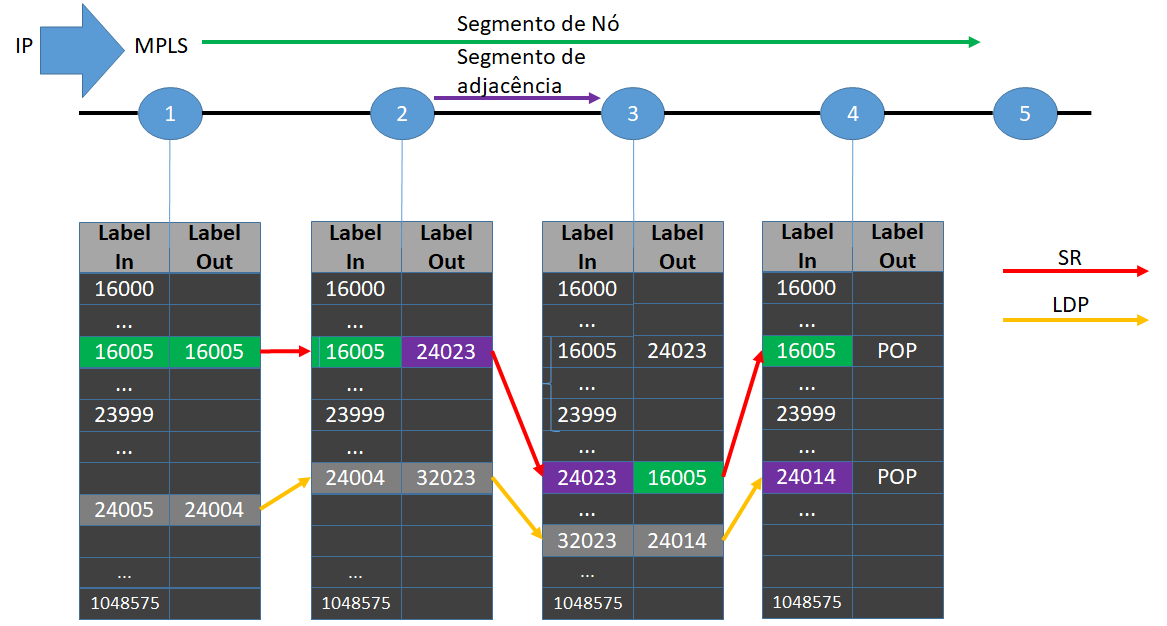 Segmento de Nó
IP
MPLS
Segmento de
adjacência
1
2
3
4
5
Label In
Label Out
16000
...
16005 16005
...
23999
...
24005 24004
...
1048575
Label In
Label Out
16000
...
16005 24023
...
23999
...
24004 32023
...
1048575
Label In
Label Out
16000
...
16005 24023
...
23999
...
24023 16005
...
32023 24014
...
1048575
Label In
Label Out
16000
...
16005 POP
...
23999
...
24014 POP
...
1048575
SR
LDP